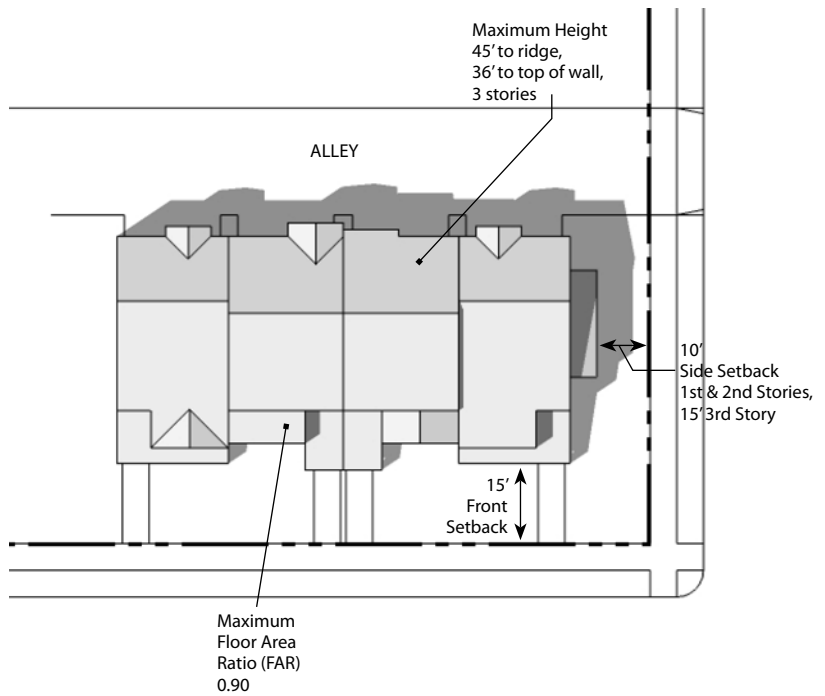 Maximum Height
45’ to ridge,
36’ to top of wall,
3 stories
ALLEY
10’
Side Setback
1st & 2nd Stories,
15’ 3rd Story
15’
Front
Setback
Maximum
Floor Area
Ratio (FAR)
0.90